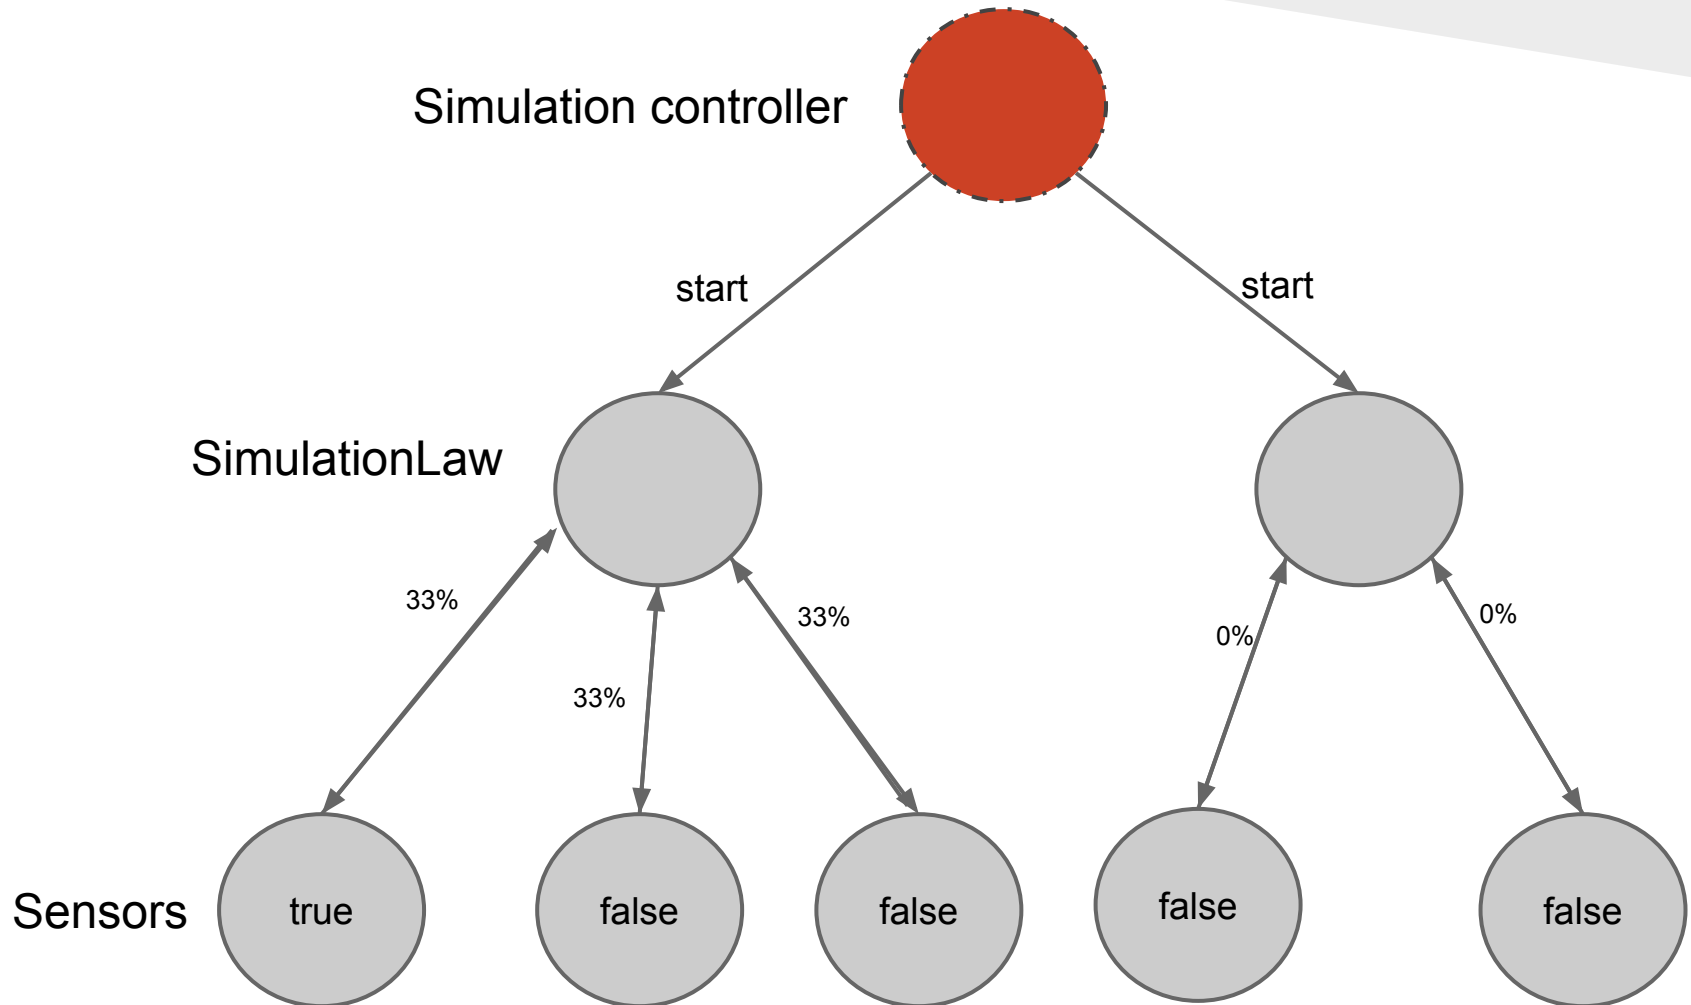 Simulation controller
start
start
SimulationLaw
33%
33%
33%
0%
0%
Sensors
true
false
false
false
false